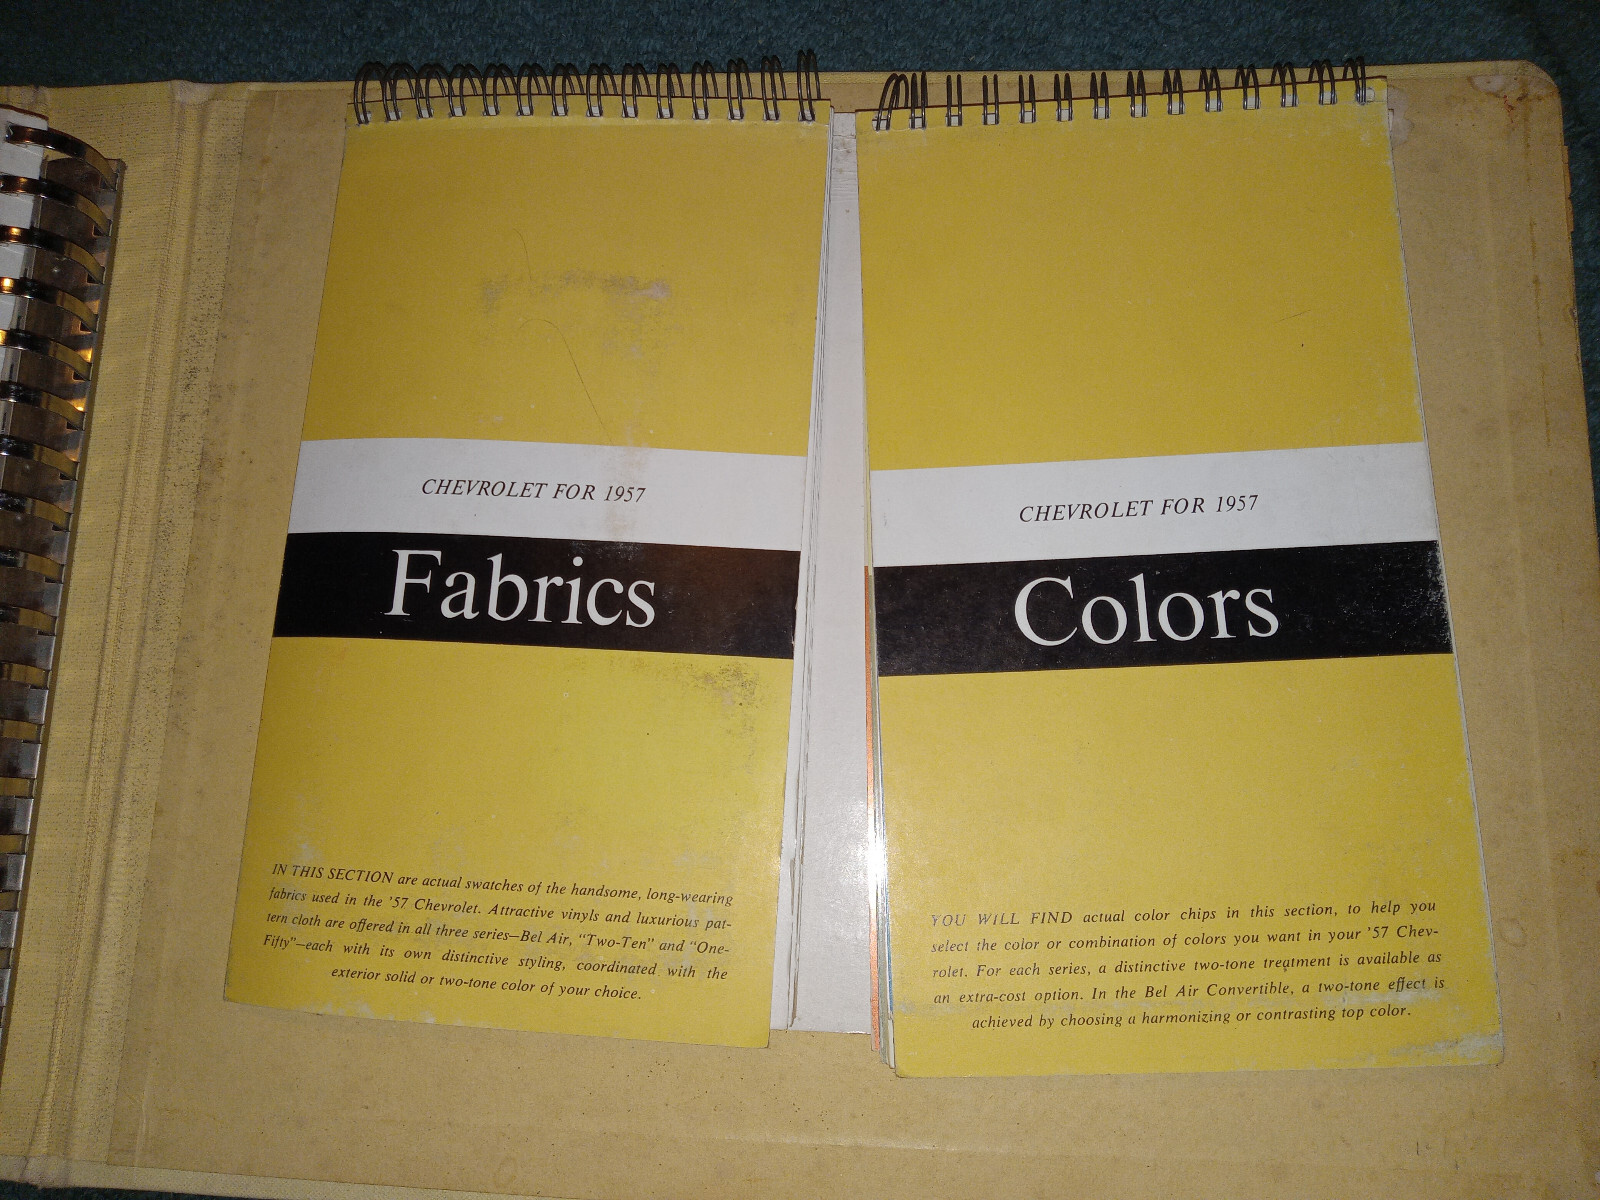 CHEVROLET FOR 1957
Fabrics
IN THIS SECTION are actual swatches of the handsome, long-wearing
fabrics used in the '57 Chevrolet. Attractive vinyls and luxurious pat-
tern cloth are offered in all three series—Bel Air, "Two-Ten" and "One-
Fifty"—each with its own distinctive styling, coordinated with the
exterior solid or two-tone color of your choice.
CHEVROLET FOR 1957
Colors
YOU WILL FIND actual color chips in this section, to help you
select the color or combination of colors you want in your '57 Chev-
rolet. For each series, a distinctive two-tone treatment is available as
an extra-cost option. In the Bel Air Convertible, a two-tone effect is
achieved by choosing a harmonizing or contrasting top color.